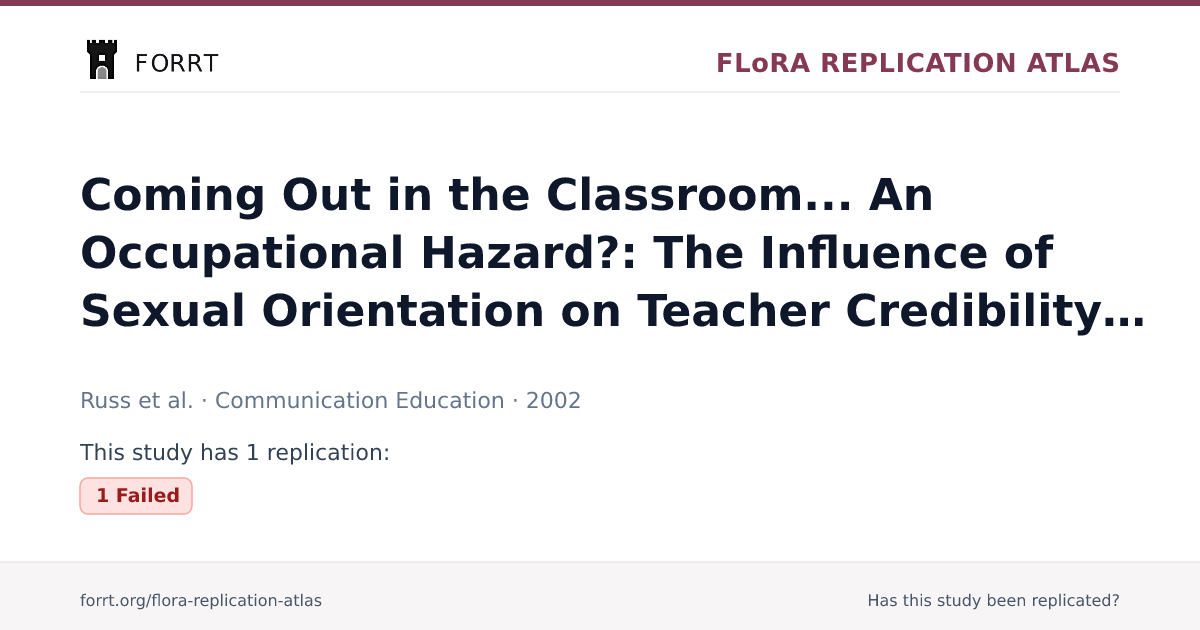 FORRT
FLoRA REPLICATION ATLAS
Coming Out in the Classroom... An
Occupational Hazard?: The Influence of
Sexual Orientation on Teacher Credibility…
Russ et al. · Communication Education · 2002
This study has 1 replication:
1 Failed
forrt.org/flora-replication-atlas
Has this study been replicated?